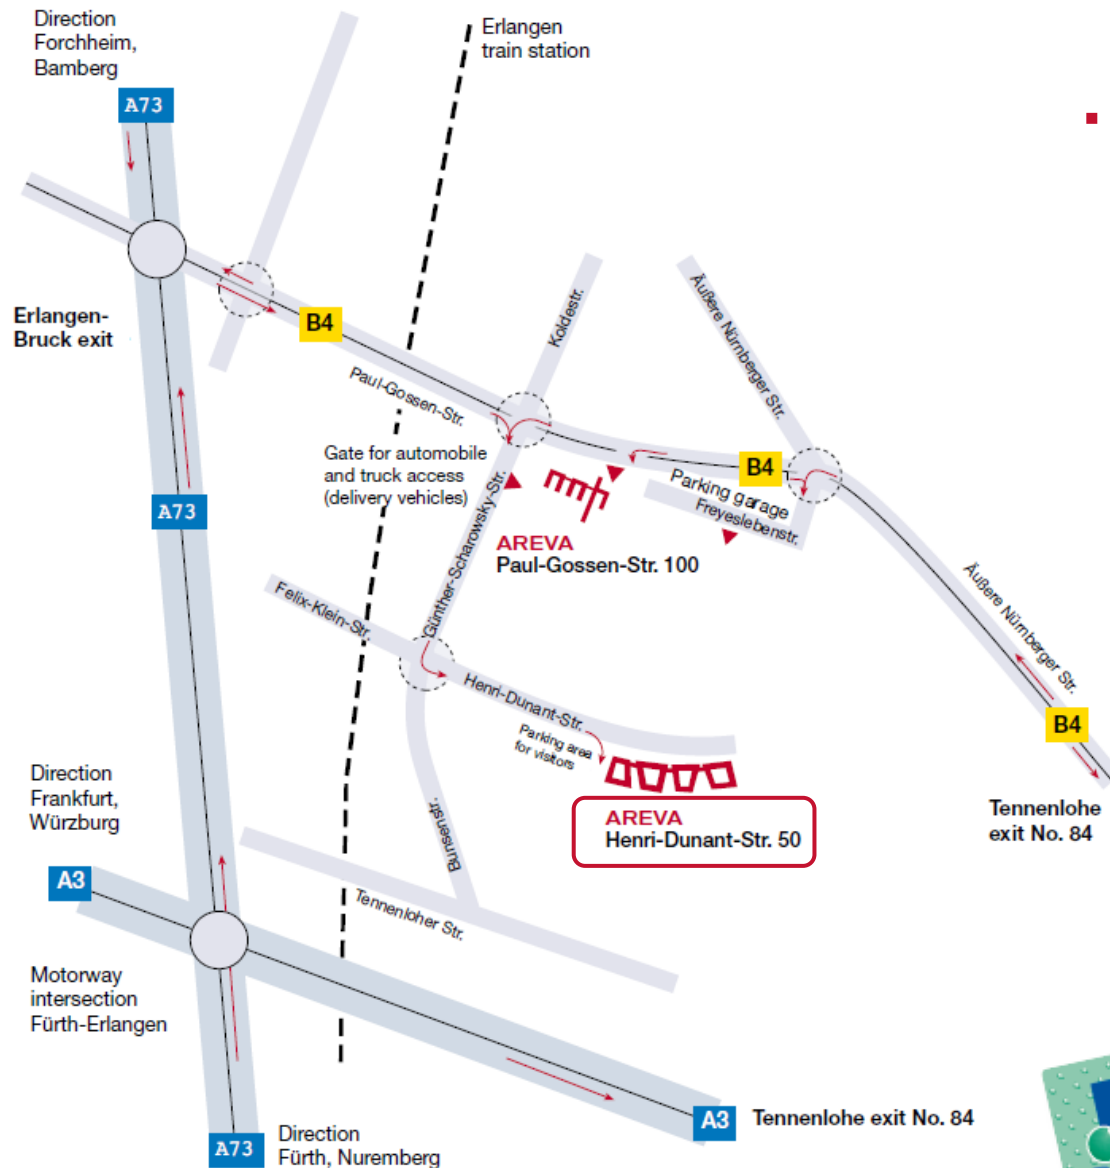 Direction
Forchheim,
Bamberg
Erlangen
train station
A73
Erlangen-
Bruck exit
B4
Paul-Gossen-Str.
Koldestr.
Äußere Nürnberger Str.
Gate for automobile
and truck access
(delivery vehicles)
B4
Parking garage
Freyeslebenstr.
A73
AREVA
Paul-Gossen-Str. 100
Günther-Scharowsky-Str.
Felix-Klein-Str.
Äußere Nürnberger Str.
Henri-Dunant-Str.
Parking area
for visitors
B4
Direction
Frankfurt,
Würzburg
Bunsenstr.
AREVA
Henri-Dunant-Str. 50
Tennenlohe
exit No. 84
A3
Tennenloher Str.
Motorway
intersection
Fürth-Erlangen
A3
Tennenlohe exit No. 84
A73
Direction
Fürth, Nuremberg